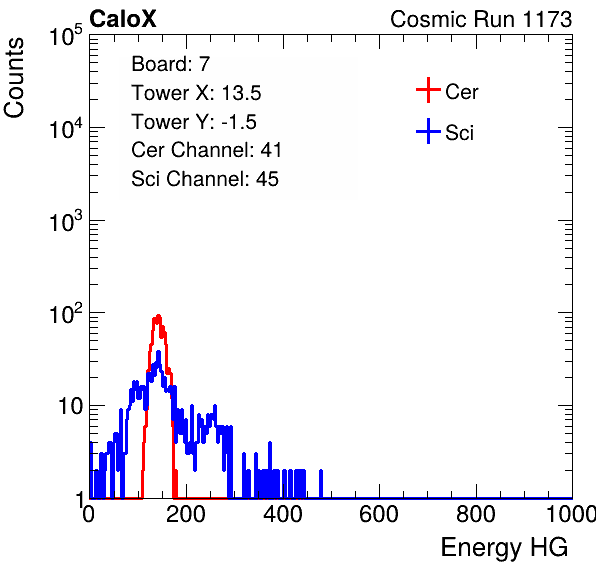 CaloX Cosmic Run 1173
Counts
Board: 7
Tower X: 13.5
Tower Y: -1.5
Cer Channel: 41
Sci Channel: 45
Cer
Sci
10^5
10^4
10^3
10^2
10
1
0 200 400 600 800 1000
Energy HG